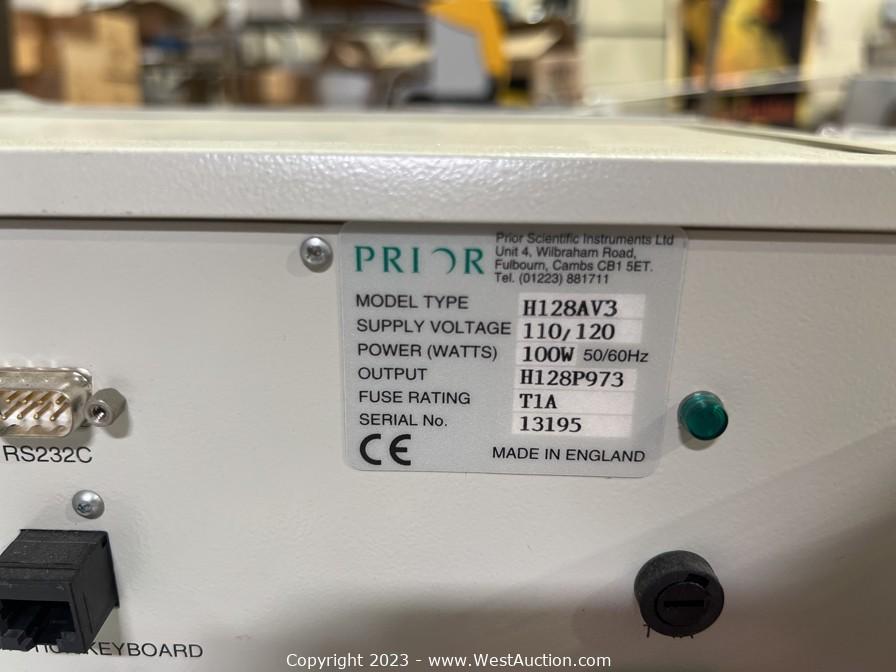 PRIOR
Prior Scientific Instruments Ltd
Unit 4, Wilbraham Road,
Fulbourn, Cambs CB1 5ET.
Tel. (01223) 881711
MODEL TYPE H128AV3
SUPPLY VOLTAGE 110/120
POWER (WATTS) 100W 50/60Hz
OUTPUT H128P973
FUSE RATING T1A
SERIAL No. 13195
CE MADE IN ENGLAND
RS232C
KEYBOARD
Copyright 2023 - www.WestAuction.com